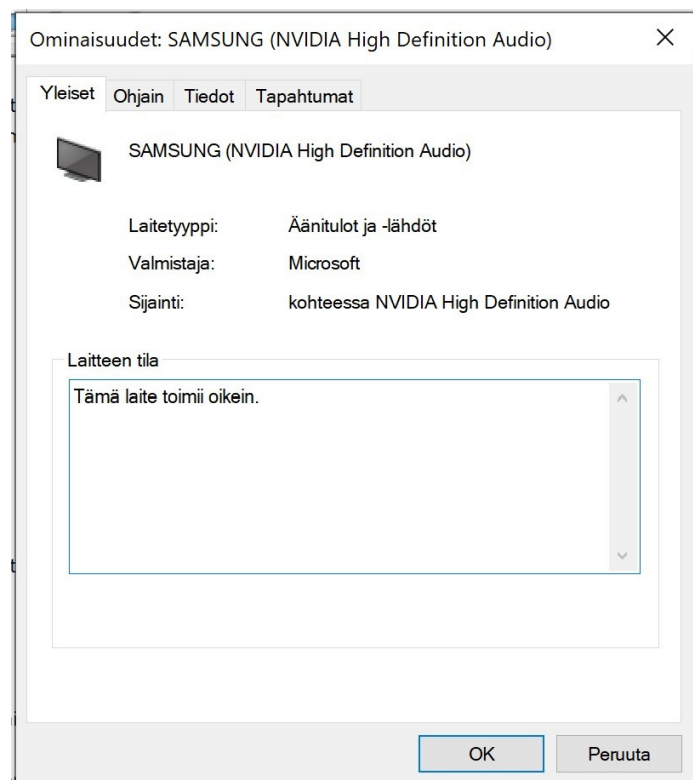 Ominaisuudet: SAMSUNG (NVIDIA High Definition Audio)
Yleiset Ohjain Tiedot Tapahtumat
SAMSUNG (NVIDIA High Definition Audio)
Laitetyyppi: Äänitulot ja -lähdöt
Valmistaja: Microsoft
Sijainti: kohteessa NVIDIA High Definition Audio
Laitteen tila
Tämä laite toimii oikein.
OK Peruuta